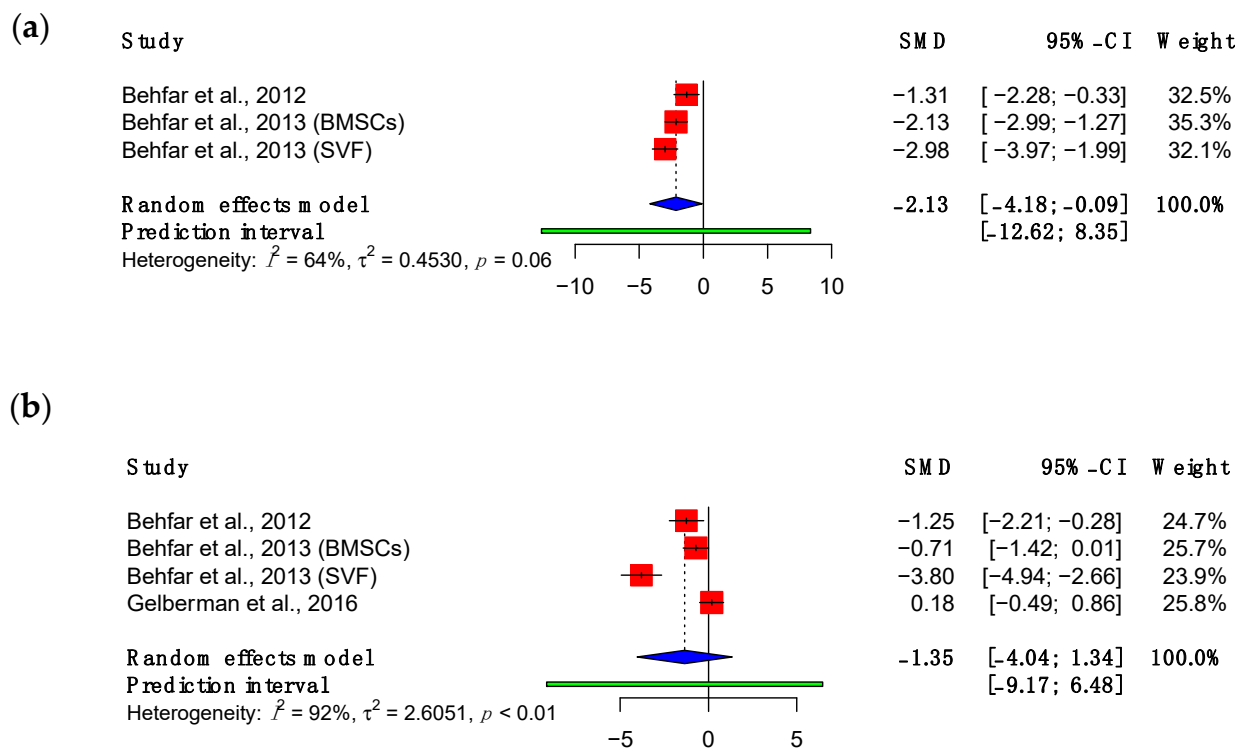 (a)
Study SMD 95%-CI Weight
Behfar et al., 2012 −1.31 [−2.28; −0.33] 32.5%
Behfar et al., 2013 (BMSCs) −2.13 [−2.99; −1.27] 35.3%
Behfar et al., 2013 (SVF) −2.98 [−3.97; −1.99] 32.1%
Random effects model −2.13 [−4.18; −0.09] 100.0%
Prediction interval [−12.62; 8.35]
Heterogeneity: I² = 64%, τ² = 0.4530, p = 0.06
−10 −5 0 5 10
(b)
Study SMD 95%-CI Weight
Behfar et al., 2012 −1.25 [−2.21; −0.28] 24.7%
Behfar et al., 2013 (BMSCs) −0.71 [−1.42; 0.01] 25.7%
Behfar et al., 2013 (SVF) −3.80 [−4.94; −2.66] 23.9%
Gelberman et al., 2016 0.18 [−0.49; 0.86] 25.8%
Random effects model −1.35 [−4.04; 1.34] 100.0%
Prediction interval [−9.17; 6.48]
Heterogeneity: I² = 92%, τ² = 2.6051, p < 0.01
−5 0 5